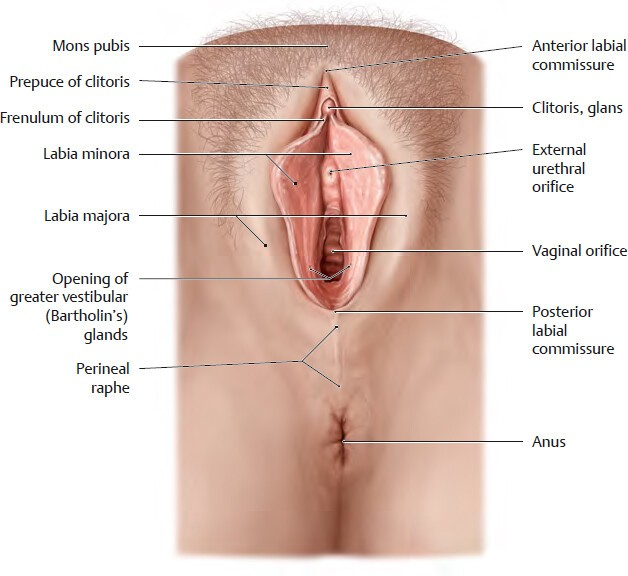 Mons pubis
Prepuce of clitoris
Frenulum of clitoris
Labia minora
Labia majora
Opening of
greater vestibular
(Bartholin's)
glands
Perineal
raphe
Anterior labial
commissure
Clitoris, glans
External
urethral
orifice
Vaginal orifice
Posterior
labial
commissure
Anus